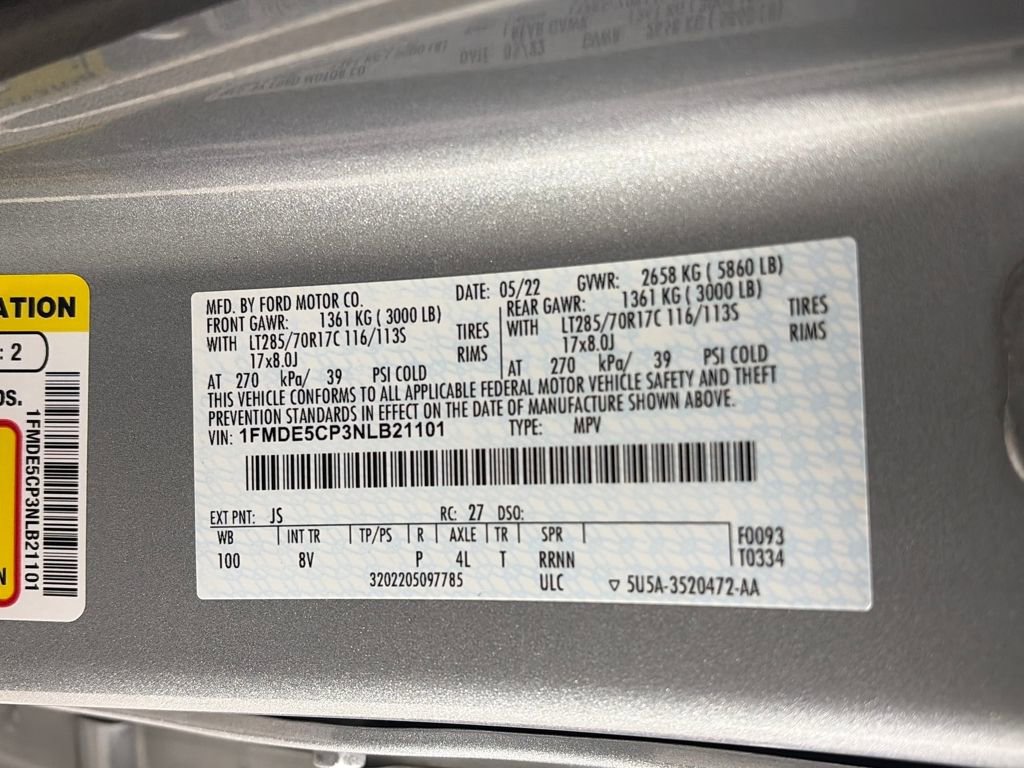 MFD. BY FORD MOTOR CO.
DATE: 05/22 GVWR: 2658 KG ( 5860 LB)
FRONT GAWR: 1361 KG ( 3000 LB)
WITH LT285/70R17C 116/113S TIRES
17x8.0J RIMS
AT 270 kPa/ 39 PSI COLD
REAR GAWR: 1361 KG ( 3000 LB)
WITH LT285/70R17C 116/113S TIRES
17x8.0J RIMS
AT 270 kPa/ 39 PSI COLD
THIS VEHICLE CONFORMS TO ALL APPLICABLE FEDERAL MOTOR VEHICLE SAFETY AND THEFT
PREVENTION STANDARDS IN EFFECT ON THE DATE OF MANUFACTURE SHOWN ABOVE.
VIN: 1FMDE5CP3NLB21101 TYPE: MPV
EXT PNT: JS RC: 27 DSO:
WB INT TR TP/PS R AXLE TR SPR F0093
100 8V P 4L T RRNN T0334
3202205097785 ULC ▽ 5U5A-3520472-AA
ATION
: 2
OS.
N
1FMDE5CP3NLB21101